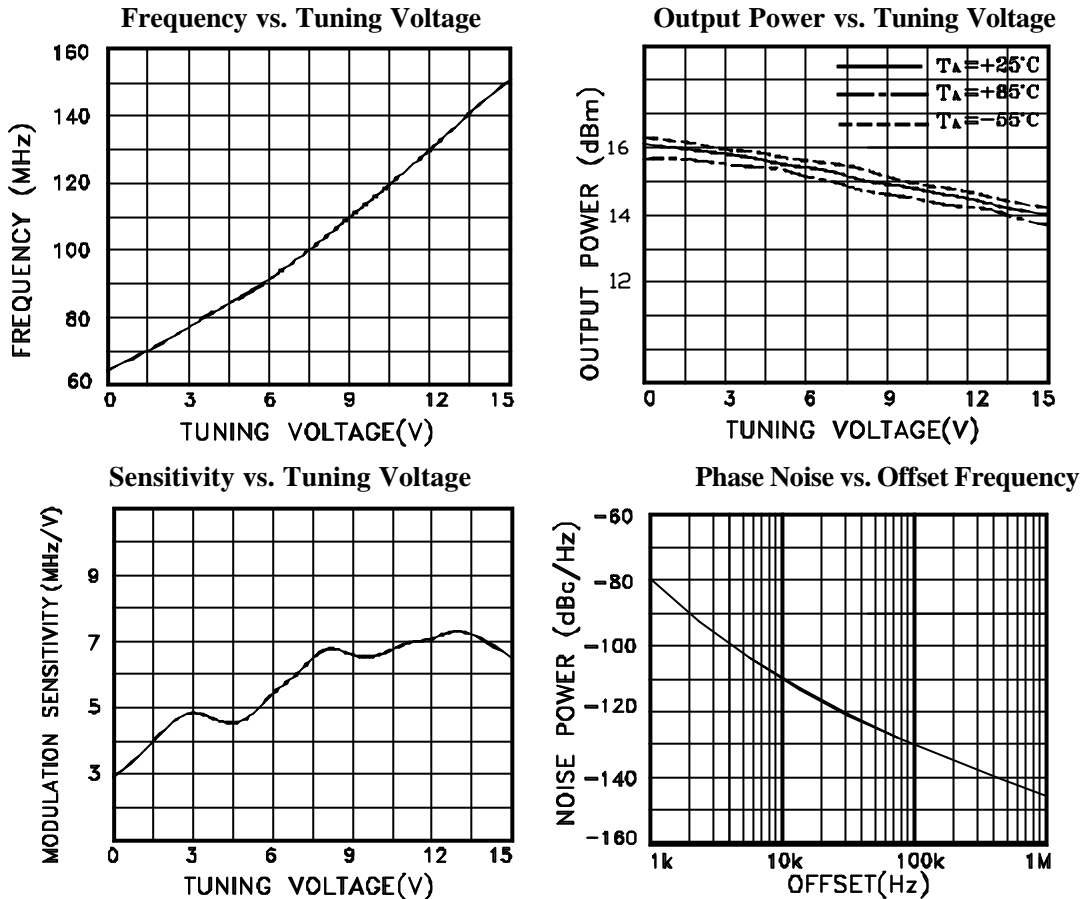 Frequency vs. Tuning Voltage
160
140
120
100
80
60
FREQUENCY (MHz)
0 3 6 9 12 15
TUNING VOLTAGE(V)
Output Power vs. Tuning Voltage
TA=+25°C
TA=+85°C
TA=-55°C
16
14
12
OUTPUT POWER (dBm)
0 3 6 9 12 15
TUNING VOLTAGE(V)
Sensitivity vs. Tuning Voltage
9
7
5
3
MODULATION SENSITIVITY(MHz/V)
0 3 6 9 12 15
TUNING VOLTAGE(V)
Phase Noise vs. Offset Frequency
-60
-80
-100
-120
-140
-160
NOISE POWER (dBc/Hz)
1k 10k 100k 1M
OFFSET(Hz)